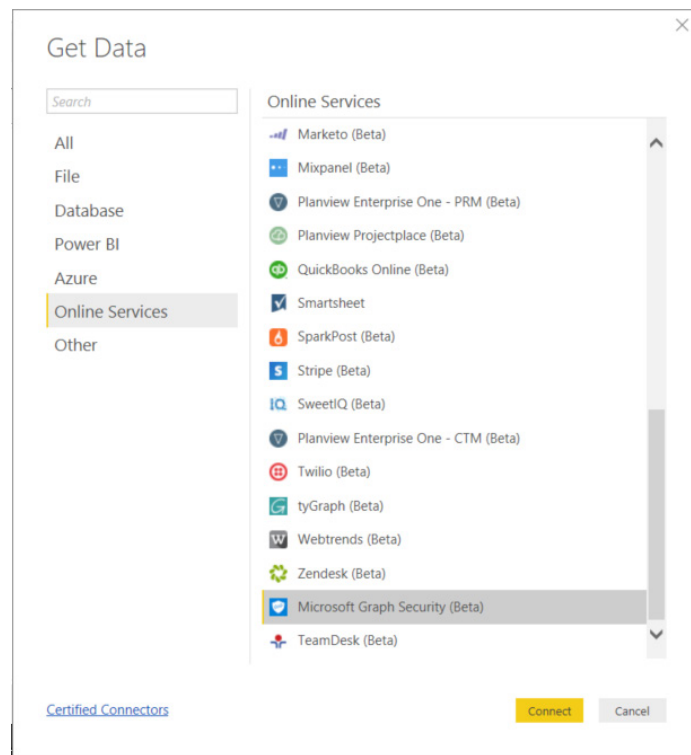 Get Data
Search
All
File
Database
Power BI
Azure
Online Services
Other
Online Services
Marketo (Beta)
Mixpanel (Beta)
Planview Enterprise One - PRM (Beta)
Planview Projectplace (Beta)
QuickBooks Online (Beta)
Smartsheet
SparkPost (Beta)
Stripe (Beta)
SweetIQ (Beta)
Planview Enterprise One - CTM (Beta)
Twilio (Beta)
tyGraph (Beta)
Webtrends (Beta)
Zendesk (Beta)
Microsoft Graph Security (Beta)
TeamDesk (Beta)
Certified Connectors
Connect
Cancel